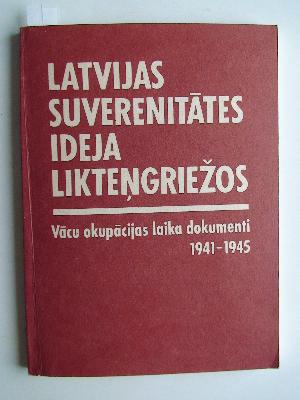 LATVIJAS
SUVERENITĀTES
IDEJA
LIKTEŅGRIEŽOS
Vācu okupācijas laika dokumenti
1941-1945